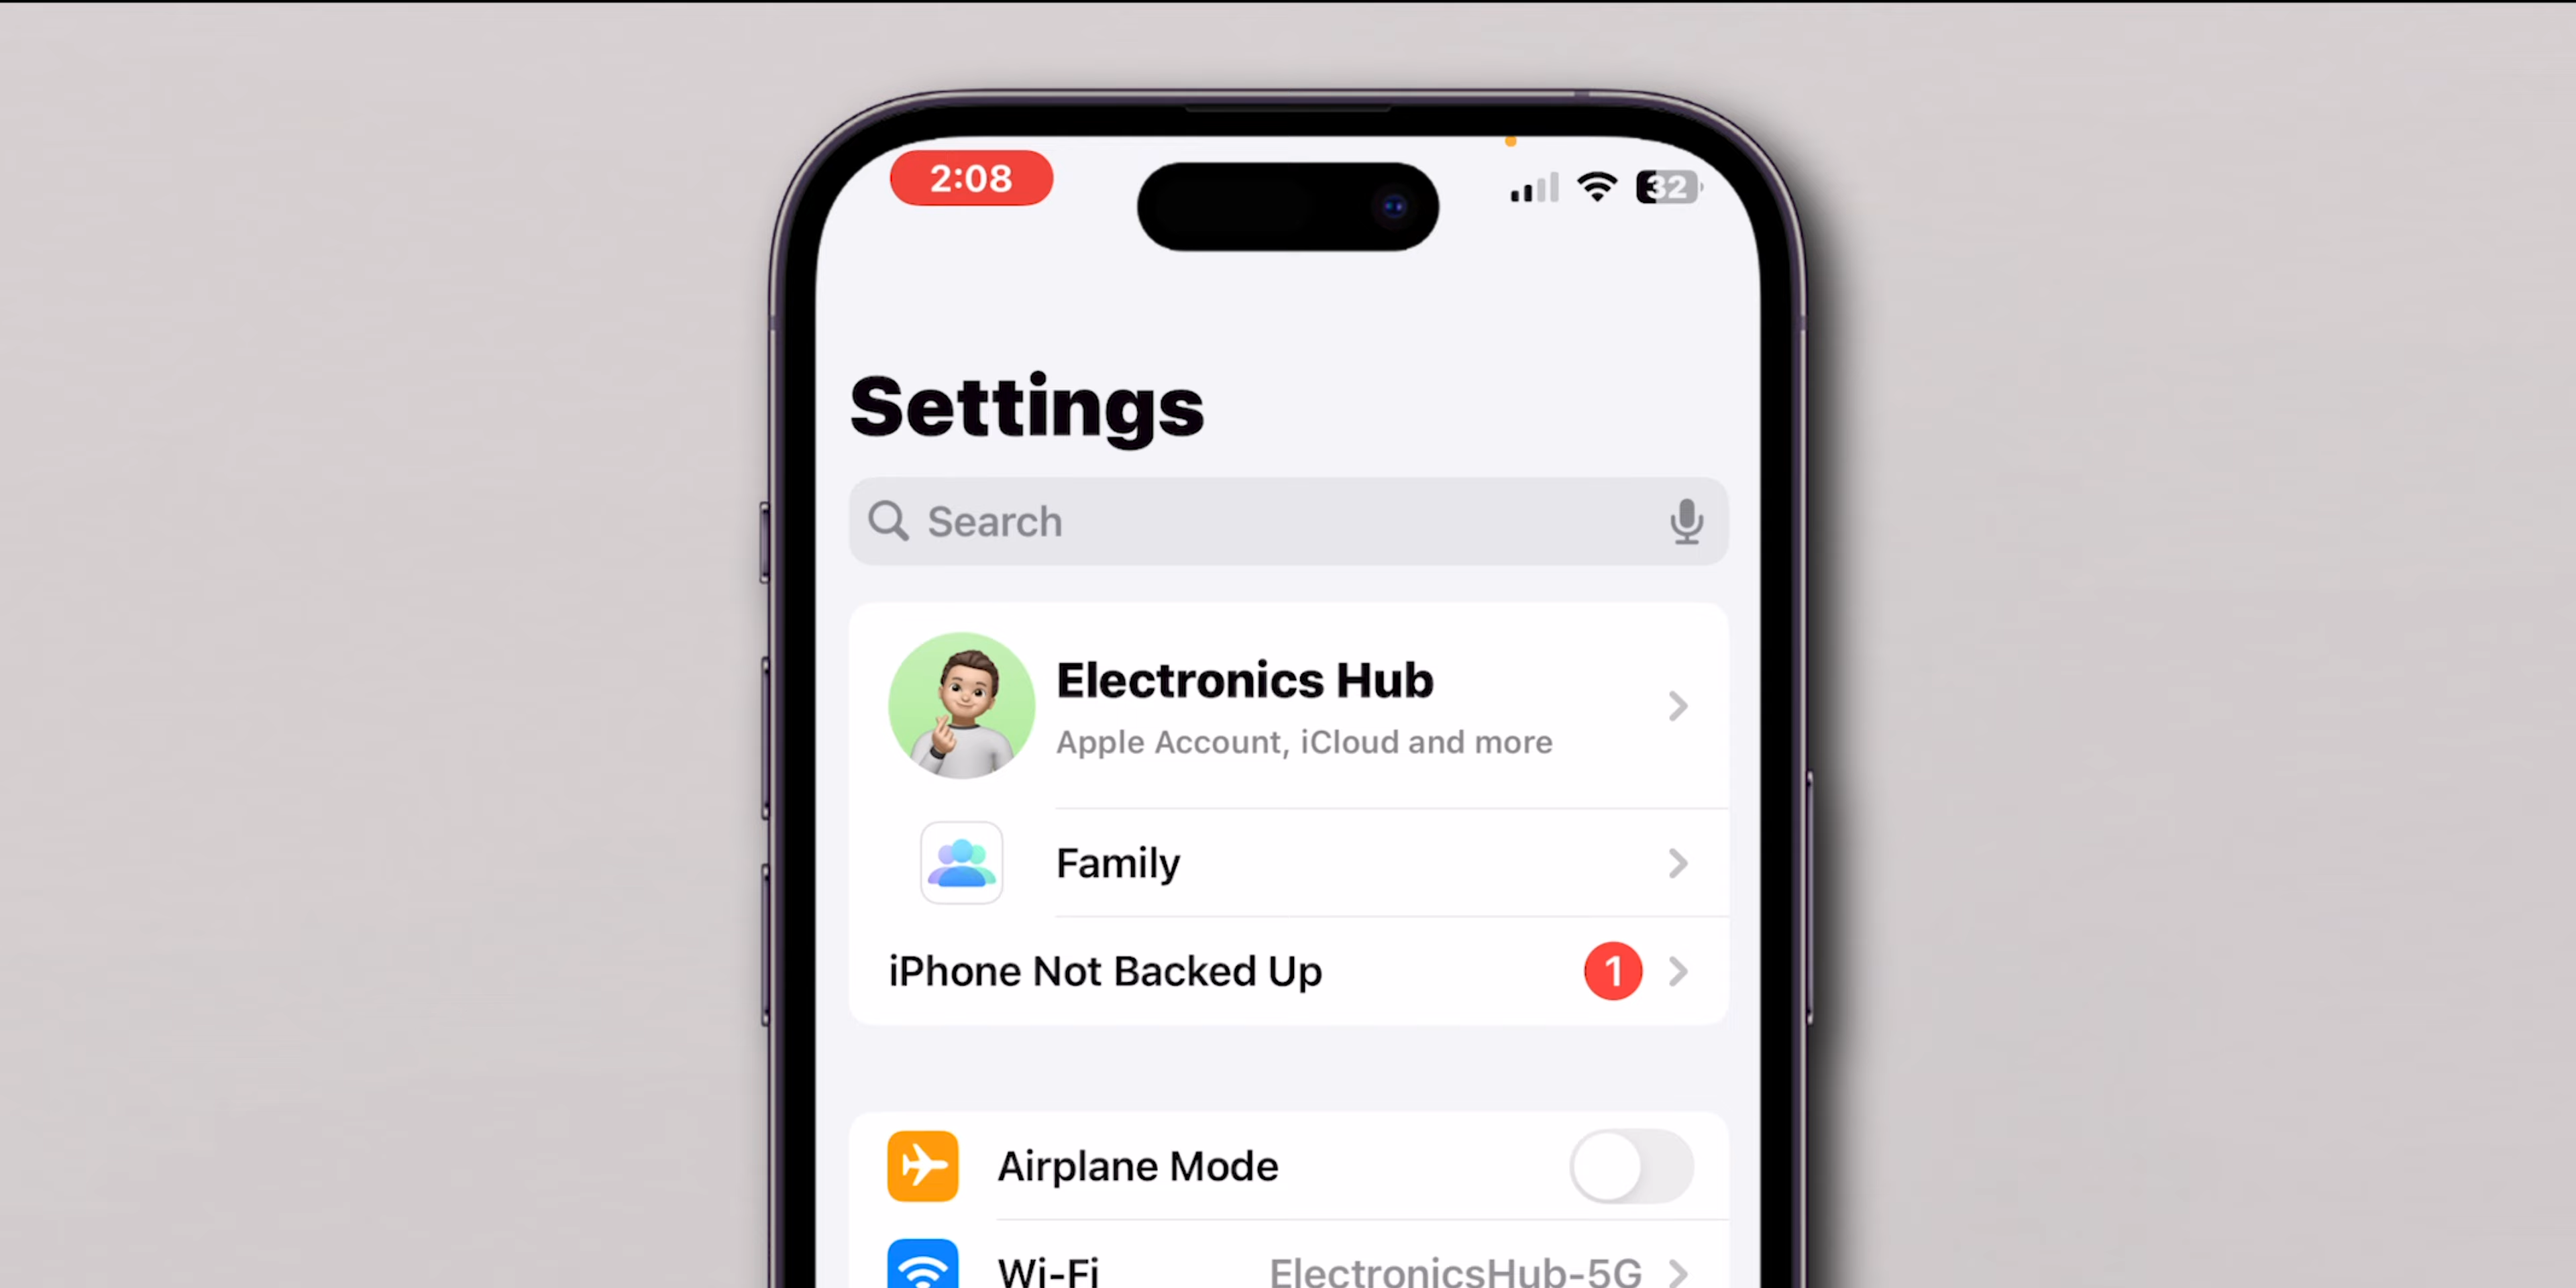 2:08
32
Settings
Search
Electronics Hub
Apple Account, iCloud and more
Family
iPhone Not Backed Up
1
Airplane Mode
Wi-Fi
ElectronicsHub-5G